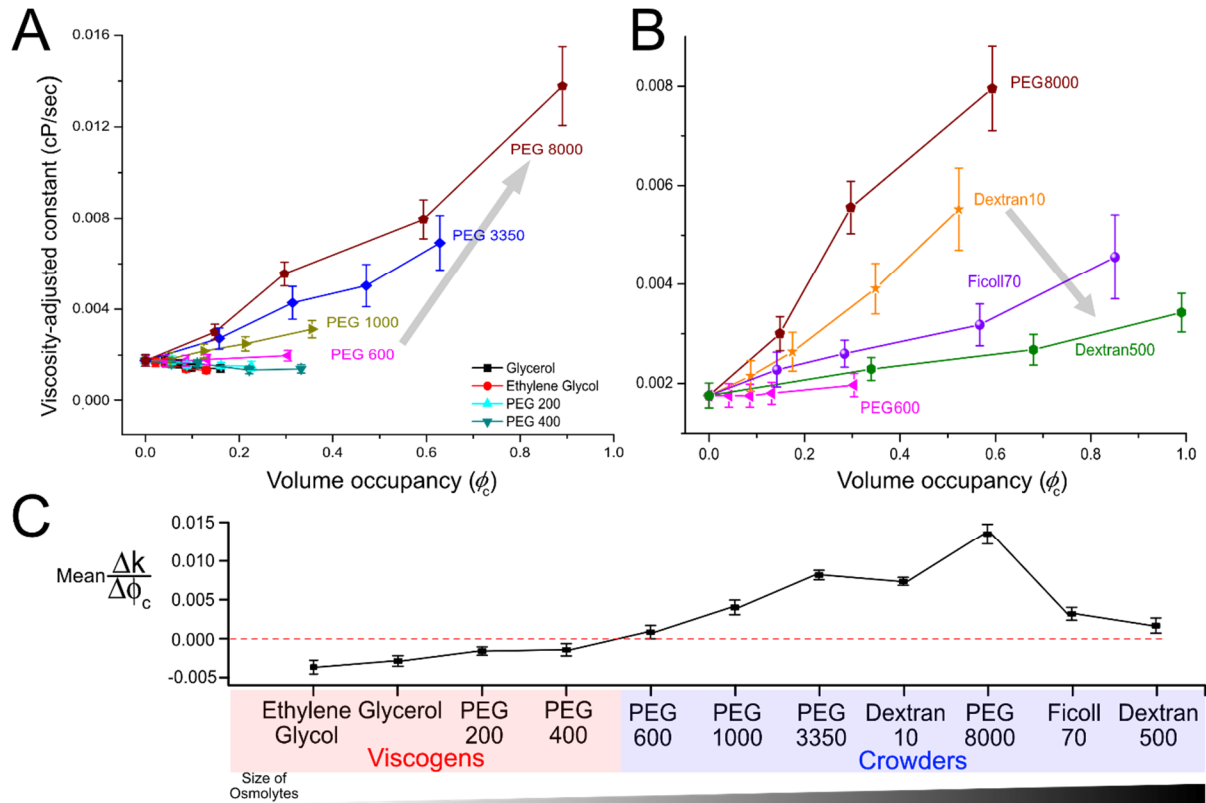 A
B
0.016
0.012
0.008
0.004
0.000
Viscosity-adjusted constant (cP/sec)
PEG 8000
PEG 3350
PEG 1000
PEG 600
Glycerol
Ethylene Glycol
PEG 200
PEG 400
0.0 0.2 0.4 0.6 0.8 1.0
Volume occupancy (ϕc)
0.008
0.006
0.004
0.002
PEG8000
Dextran10
Ficoll70
Dextran500
PEG600
0.0 0.2 0.4 0.6 0.8 1.0
Volume occupancy (ϕc)
C
Mean Δk
Δϕc
0.015
0.010
0.005
0.000
-0.005
Ethylene Glycerol PEG PEG PEG PEG PEG Dextran PEG Ficoll Dextran
Glycol 200 400 600 1000 3350 10 8000 70 500
Viscogens Crowders
Size of
Osmolytes